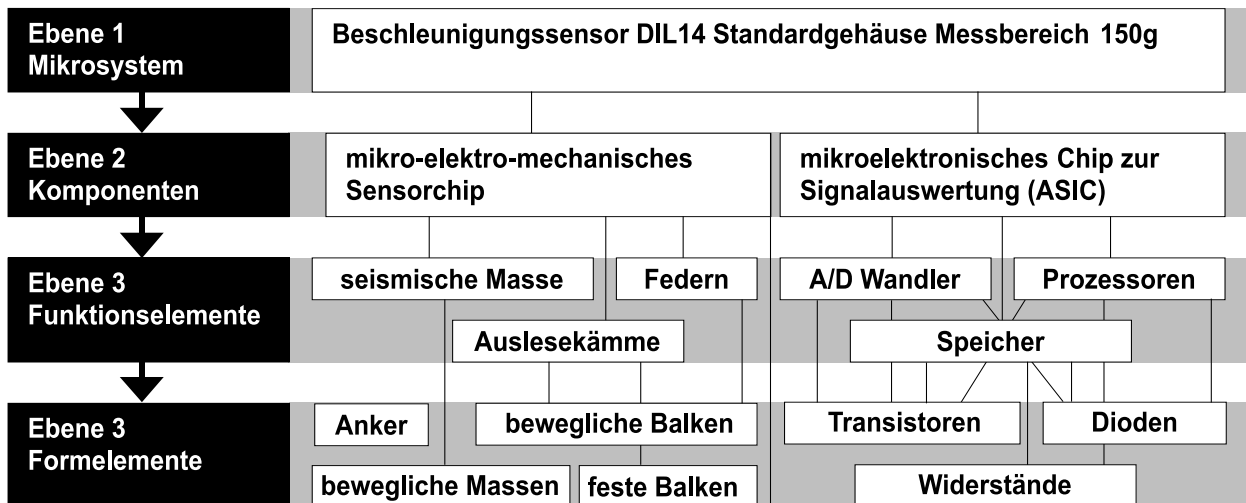 Ebene 1
Mikrosystem
Beschleunigungssensor DIL14 Standardgehäuse Messbereich 150g
Ebene 2
Komponenten
mikro-elektro-mechanisches
Sensorchip
mikroelektronisches Chip zur
Signalauswertung (ASIC)
Ebene 3
Funktionselemente
seismische Masse
Federn
A/D Wandler
Prozessoren
Auslesekämme
Speicher
Ebene 3
Formelemente
Anker
bewegliche Balken
Transistoren
Dioden
bewegliche Massen
feste Balken
Widerstände